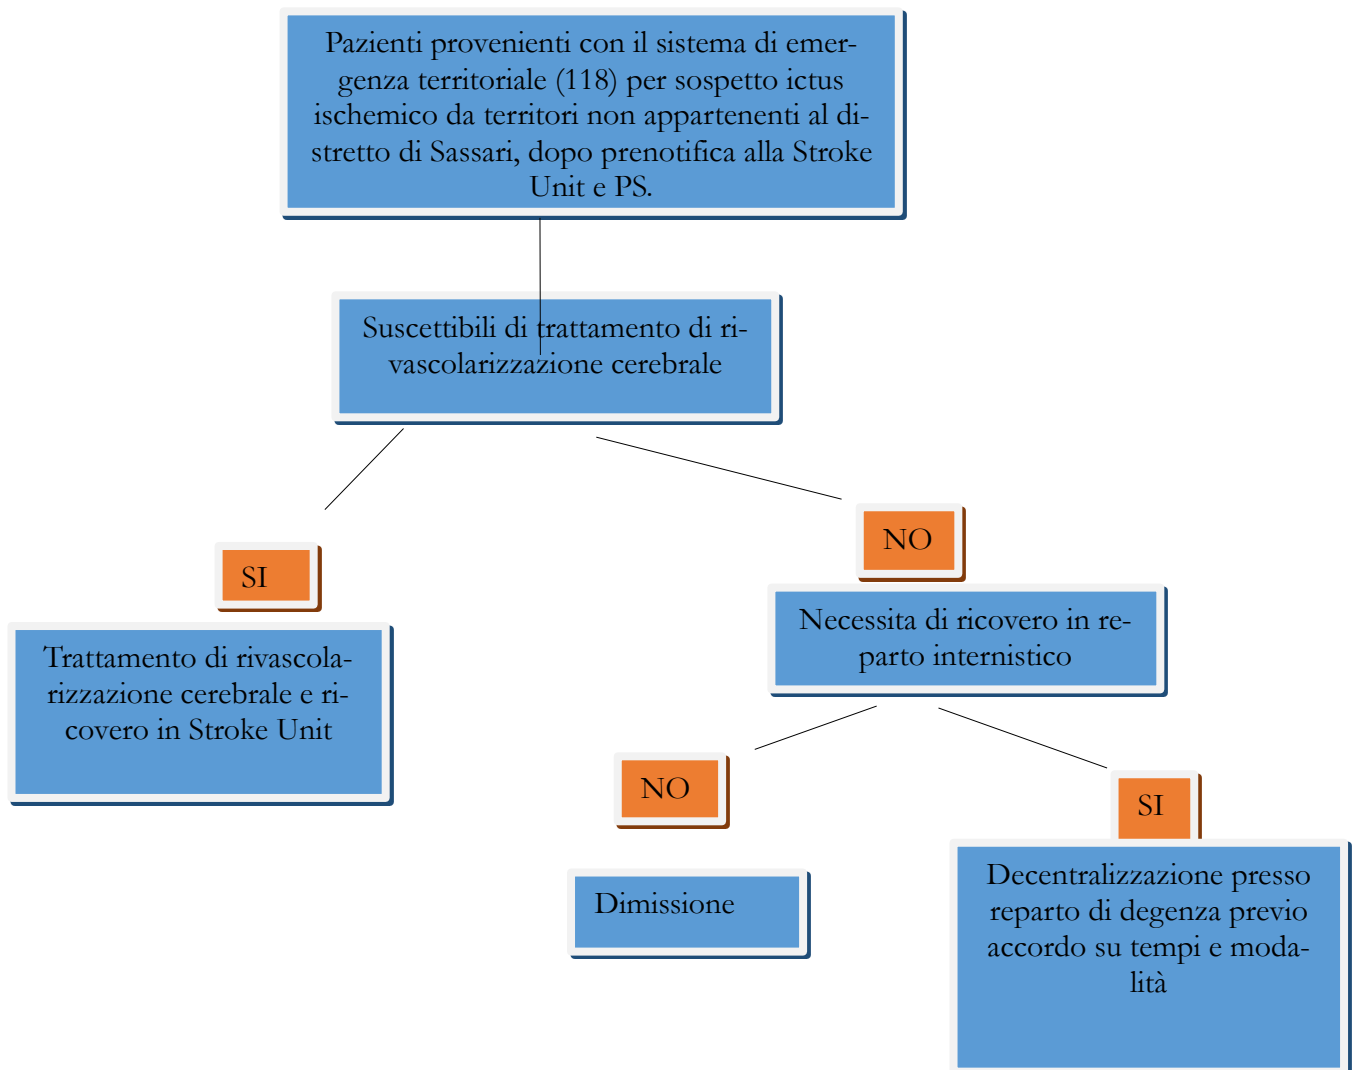 Pazienti provenienti con il sistema di emer-
genza territoriale (118) per sospetto ictus
ischemico da territori non appartenenti al di-
stretto di Sassari, dopo prenotifica alla Stroke
Unit e PS.
Suscettibili di trattamento di ri-
vascolarizzazione cerebrale
SI
Trattamento di rivascola-
rizzazione cerebrale e ri-
covero in Stroke Unit
NO
Necessita di ricovero in re-
parto internistico
NO
Dimissione
SI
Decentralizzazione presso
reparto di degenza previo
accordo su tempi e moda-
lità